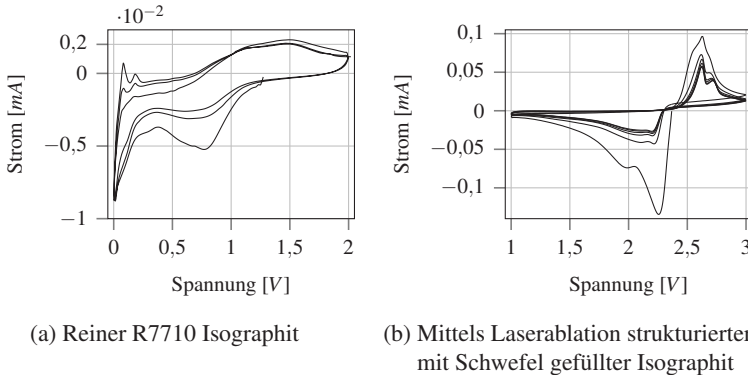 ·10⁻²
0,2
0
−0,5
−1
Strom [mA]
0 0,5 1 1,5 2
Spannung [V]
(a) Reiner R7710 Isographit
0,1
0,05
0
−0,05
−0,1
Strom [mA]
1 1,5 2 2,5 3
Spannung [V]
(b) Mittels Laserablation strukturierter
mit Schwefel gefüllter Isographit